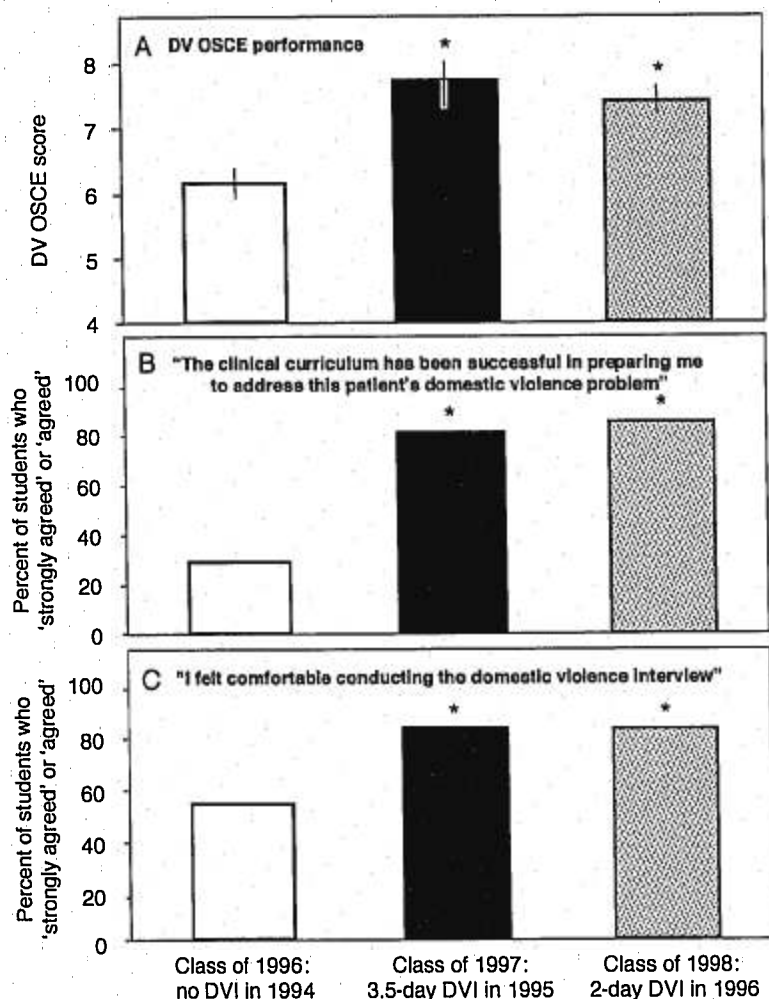 A DV OSCE performance
*
*
8
7
6
5
4
DV OSCE score
B "The clinical curriculum has been successful in preparing me
to address this patient's domestic violence problem"
*
*
100
80
60
40
20
0
Percent of students who
'strongly agreed' or 'agreed'
C "I felt comfortable conducting the domestic violence interview"
*
*
100
80
60
40
20
0
Percent of students who
'strongly agreed' or 'agreed'
Class of 1996:
no DVI in 1994
Class of 1997:
3.5-day DVI in 1995
Class of 1998:
2-day DVI in 1996